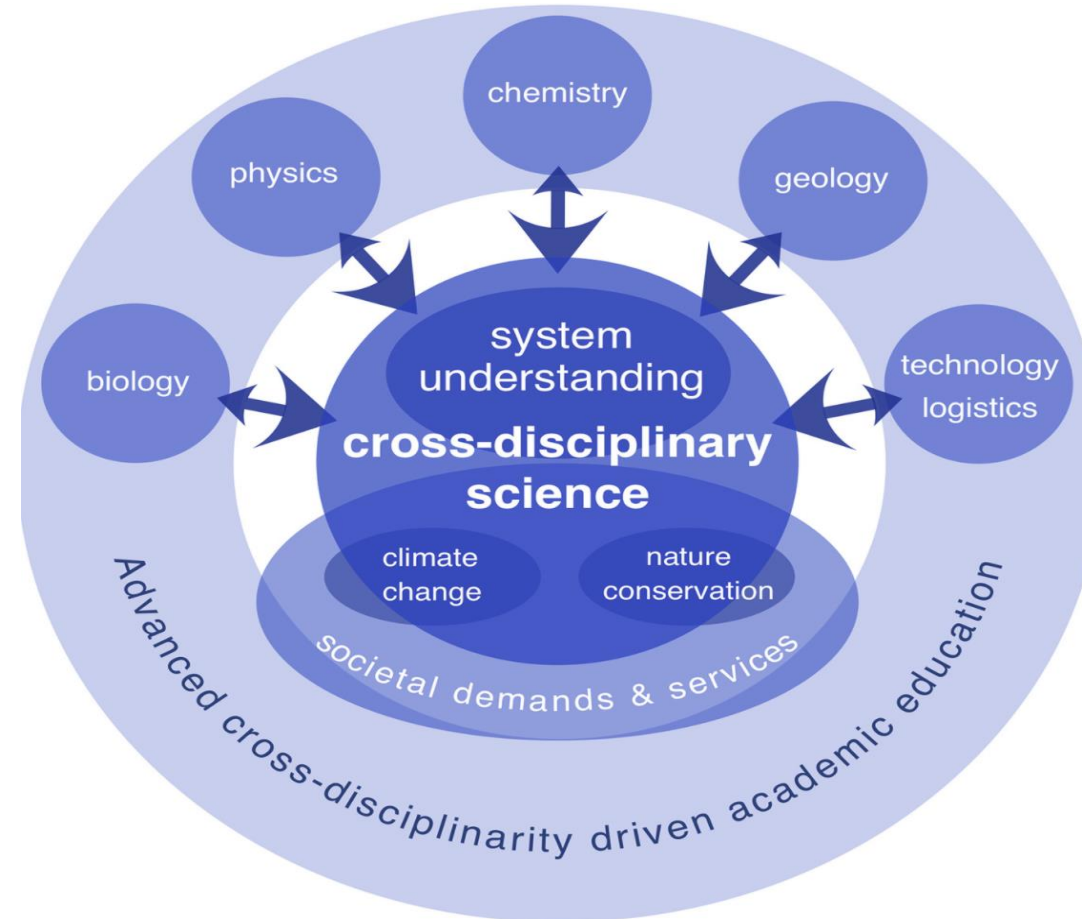 chemistry
physics
geology
biology
technology
logistics
system
understanding
cross-disciplinary
science
climate
change
nature
conservation
societal demands & services
Advanced cross-disciplinarity driven academic education